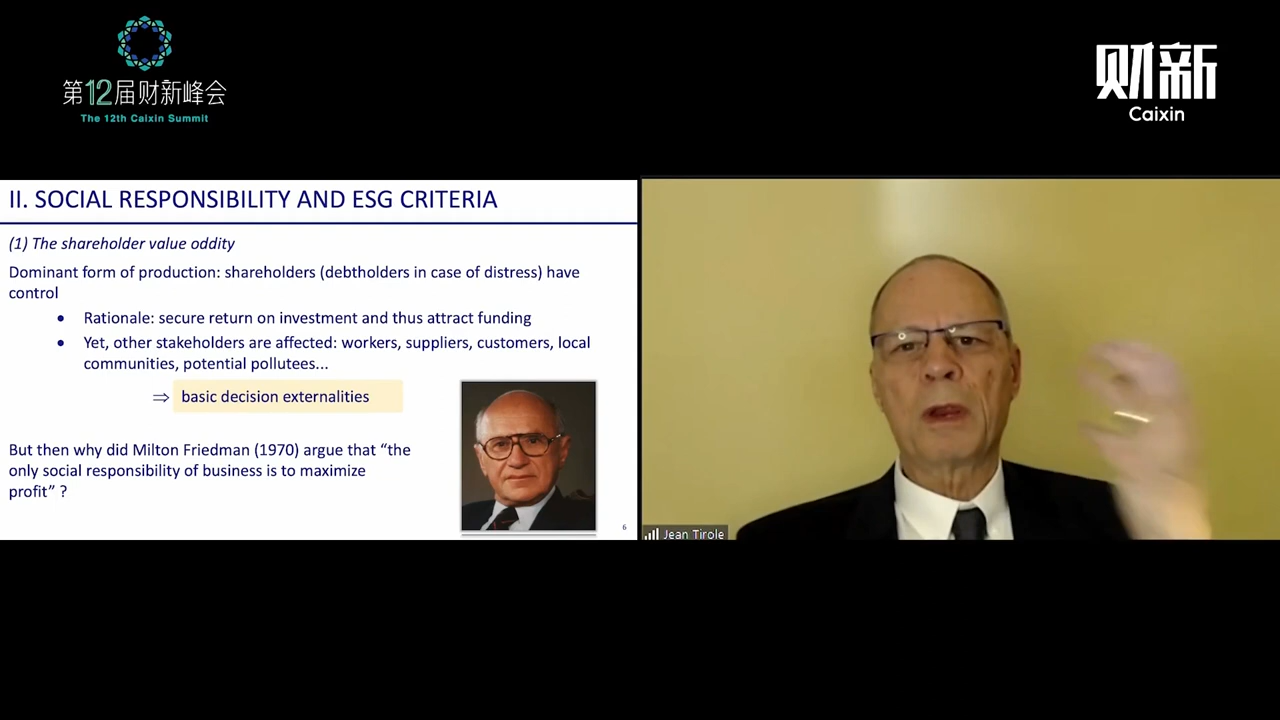 第12届财新峰会
The 12th Caixin Summit
财新
Caixin
II. SOCIAL RESPONSIBILITY AND ESG CRITERIA
(1) The shareholder value oddity
Dominant form of production: shareholders (debtholders in case of distress) have
control
• Rationale: secure return on investment and thus attract funding
• Yet, other stakeholders are affected: workers, suppliers, customers, local
communities, potential pollutees...
⇒ basic decision externalities
But then why did Milton Friedman (1970) argue that “the
only social responsibility of business is to maximize
profit” ?
6
Jean Tirole